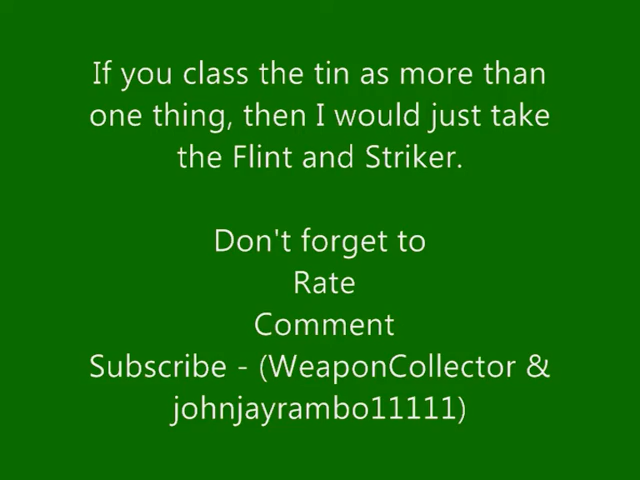 If you class the tin as more than
one thing, then I would just take
the Flint and Striker.
Don't forget to
Rate
Comment
Subscribe - (WeaponCollector &
johnjayrambo11111)